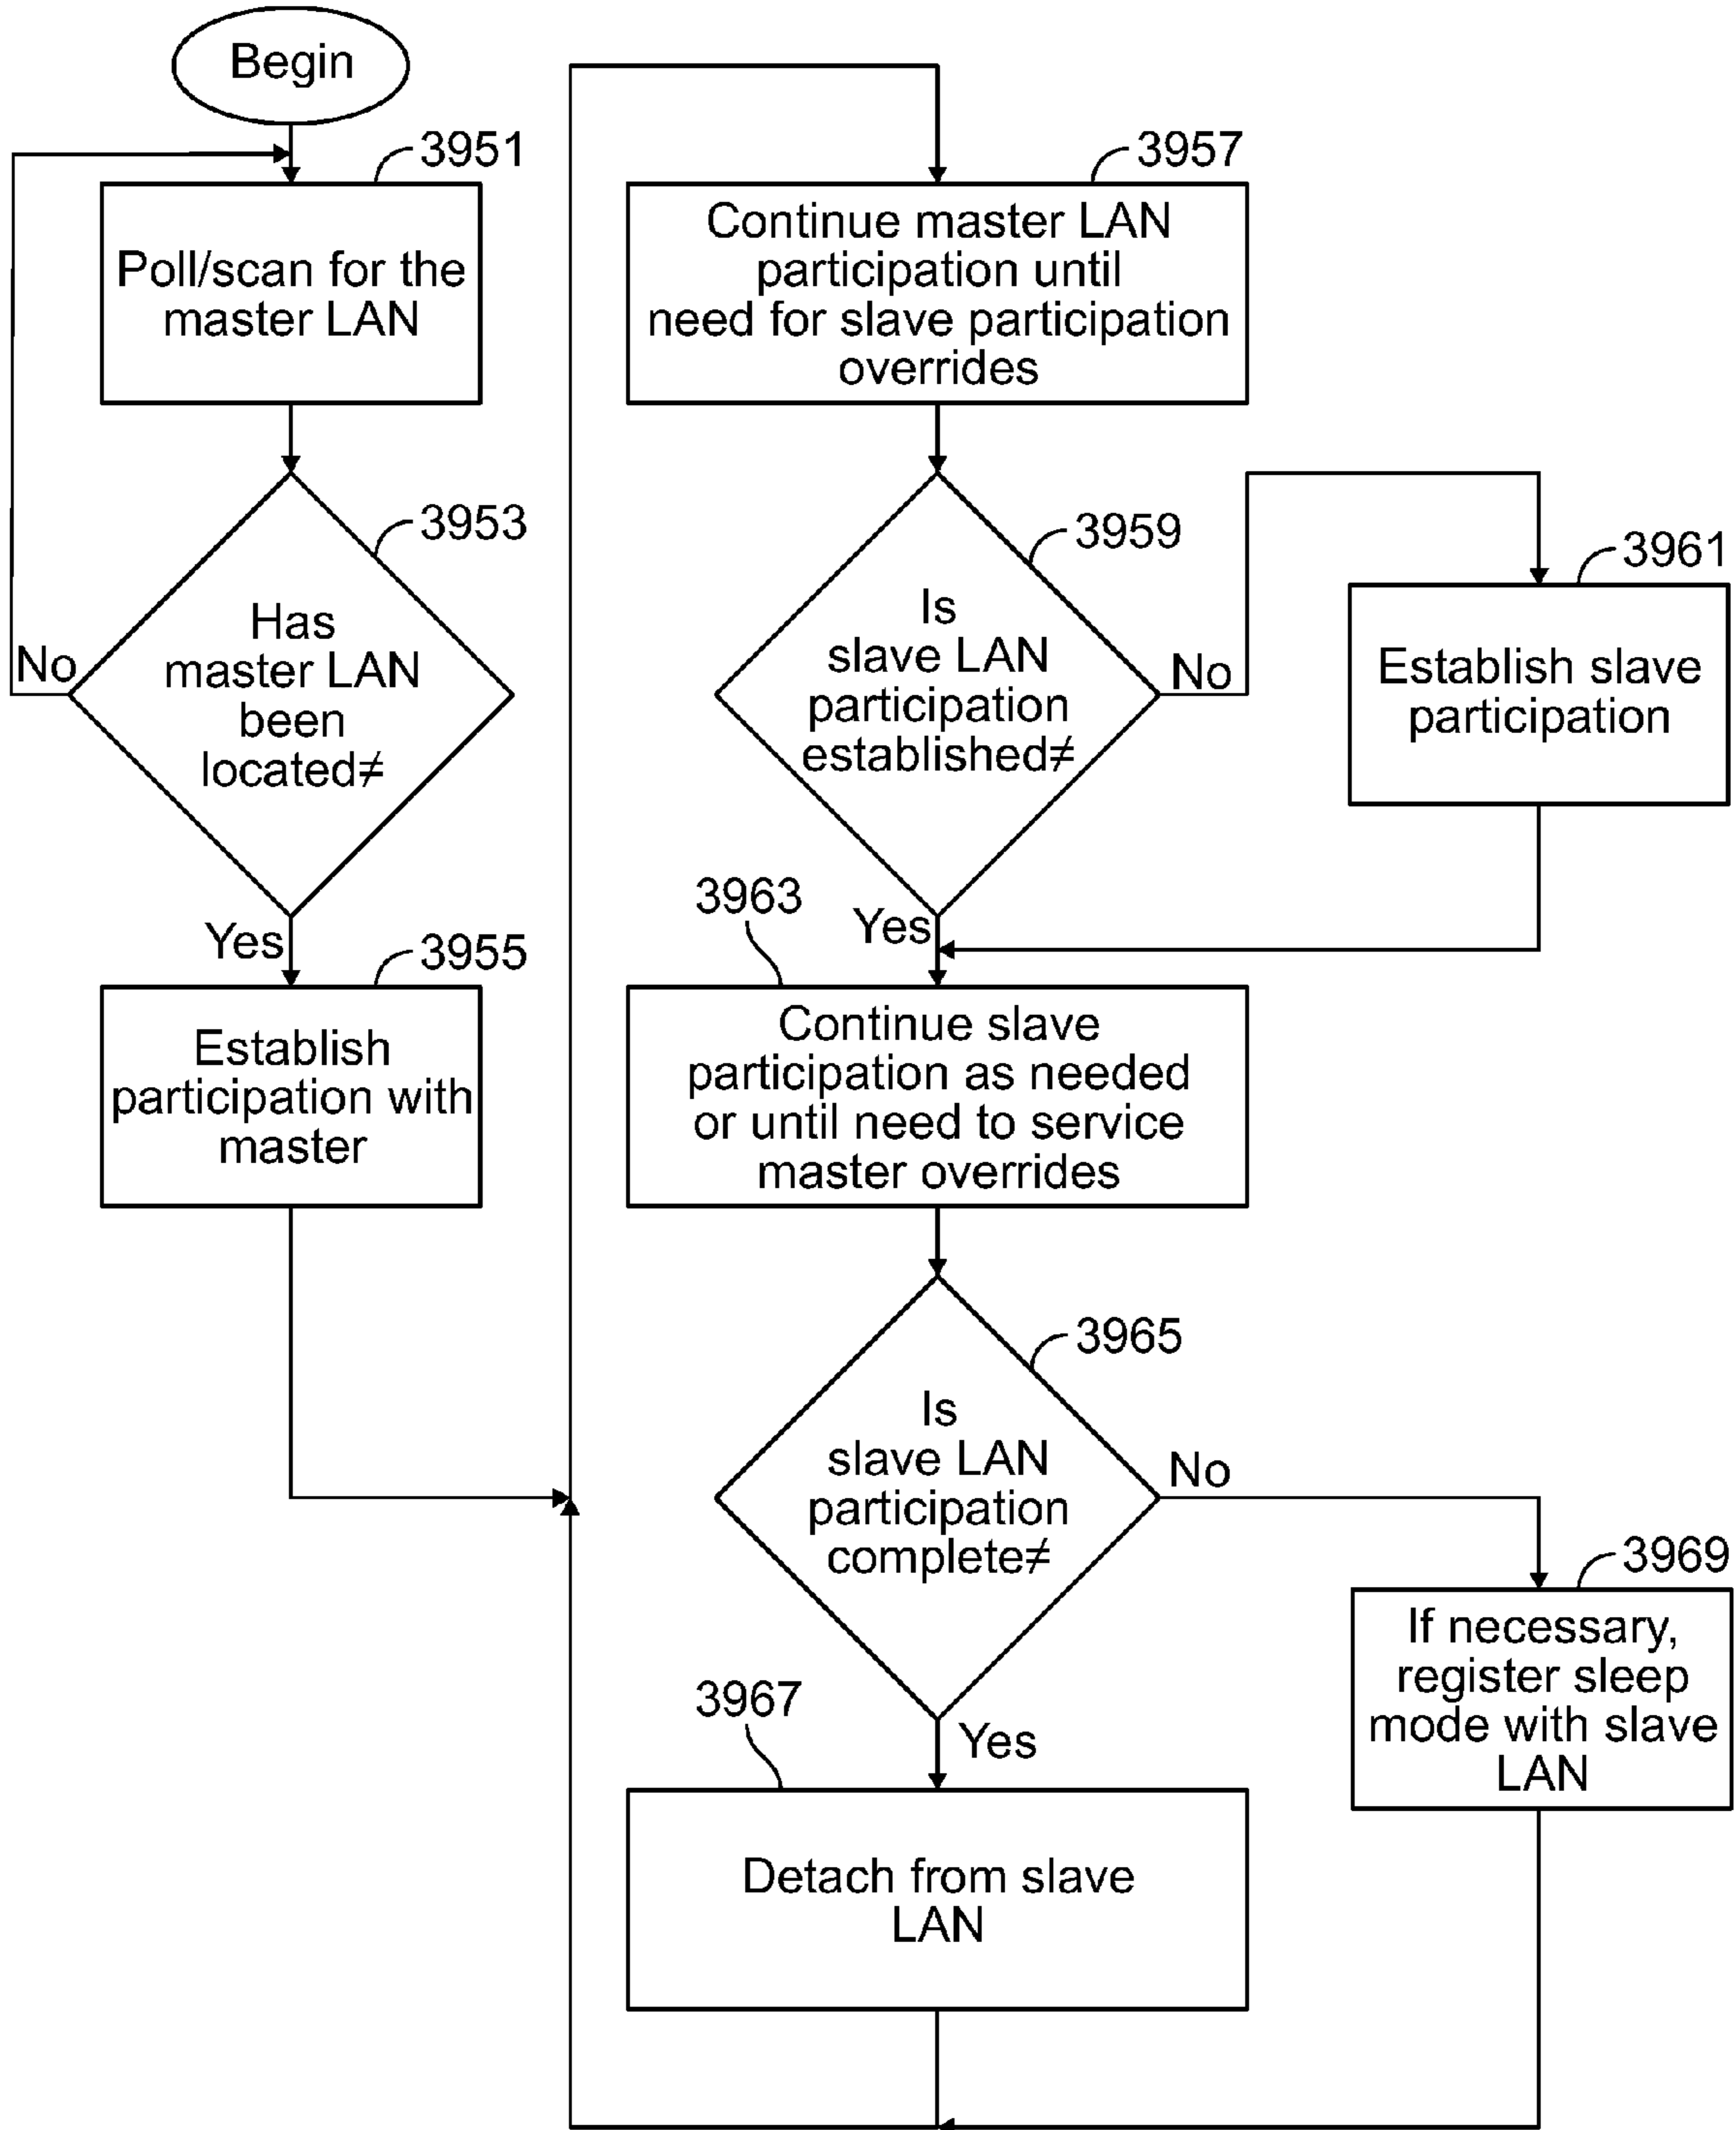 Begin
3951
Poll/scan for the
master LAN
3953
Has
master LAN
been
located≠
No
Yes
3955
Establish
participation with
master
3957
Continue master LAN
participation until
need for slave participation
overrides
3959
Is
slave LAN
participation
established≠
No
3961
Establish slave
participation
Yes
3963
Continue slave
participation as needed
or until need to service
master overrides
3965
Is
slave LAN
participation
complete≠
No
3969
If necessary,
register sleep
mode with slave
LAN
Yes
3967
Detach from slave
LAN